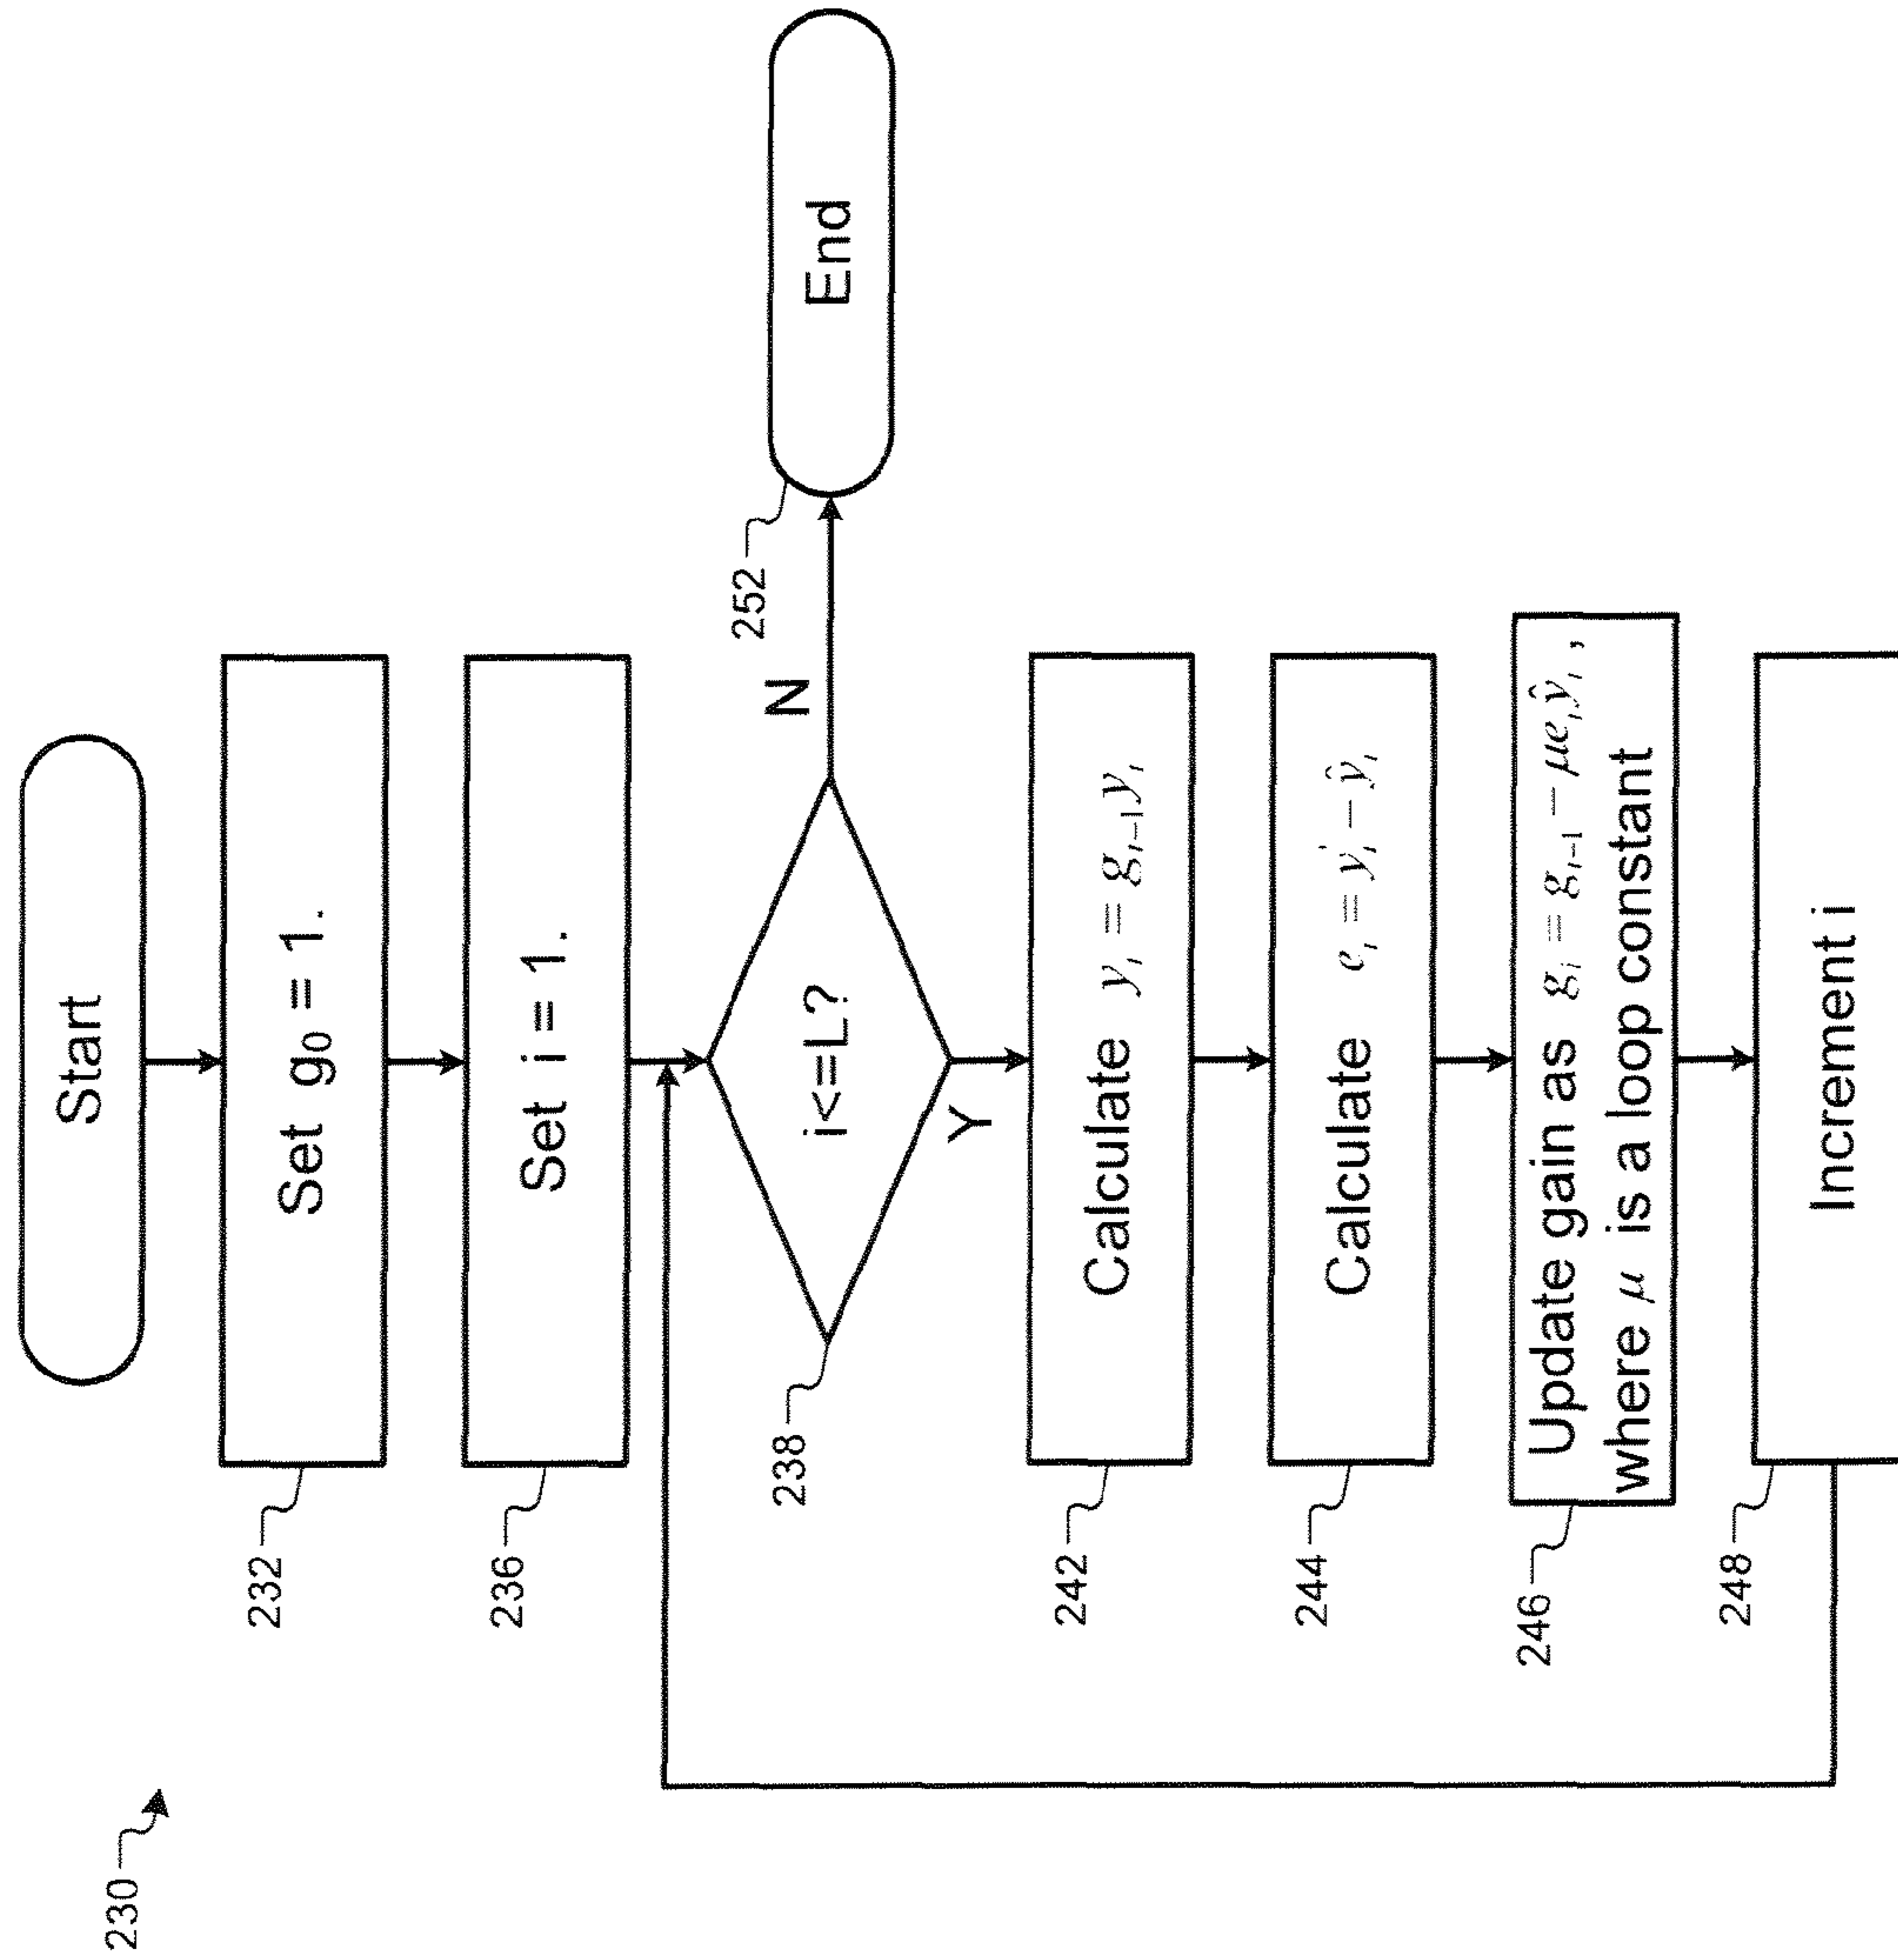 230
Start
232
Set g₀ = 1.
236
Set i = 1.
238
i<=L?
N
252
End
Y
242
Calculate yᵢ = gᵢ₋₁yᵢ
244
Calculate eᵢ = y'ᵢ − ŷᵢ
246
Update gain as gᵢ = gᵢ₋₁ − μeᵢŷᵢ ,
where μ is a loop constant
248
Increment i